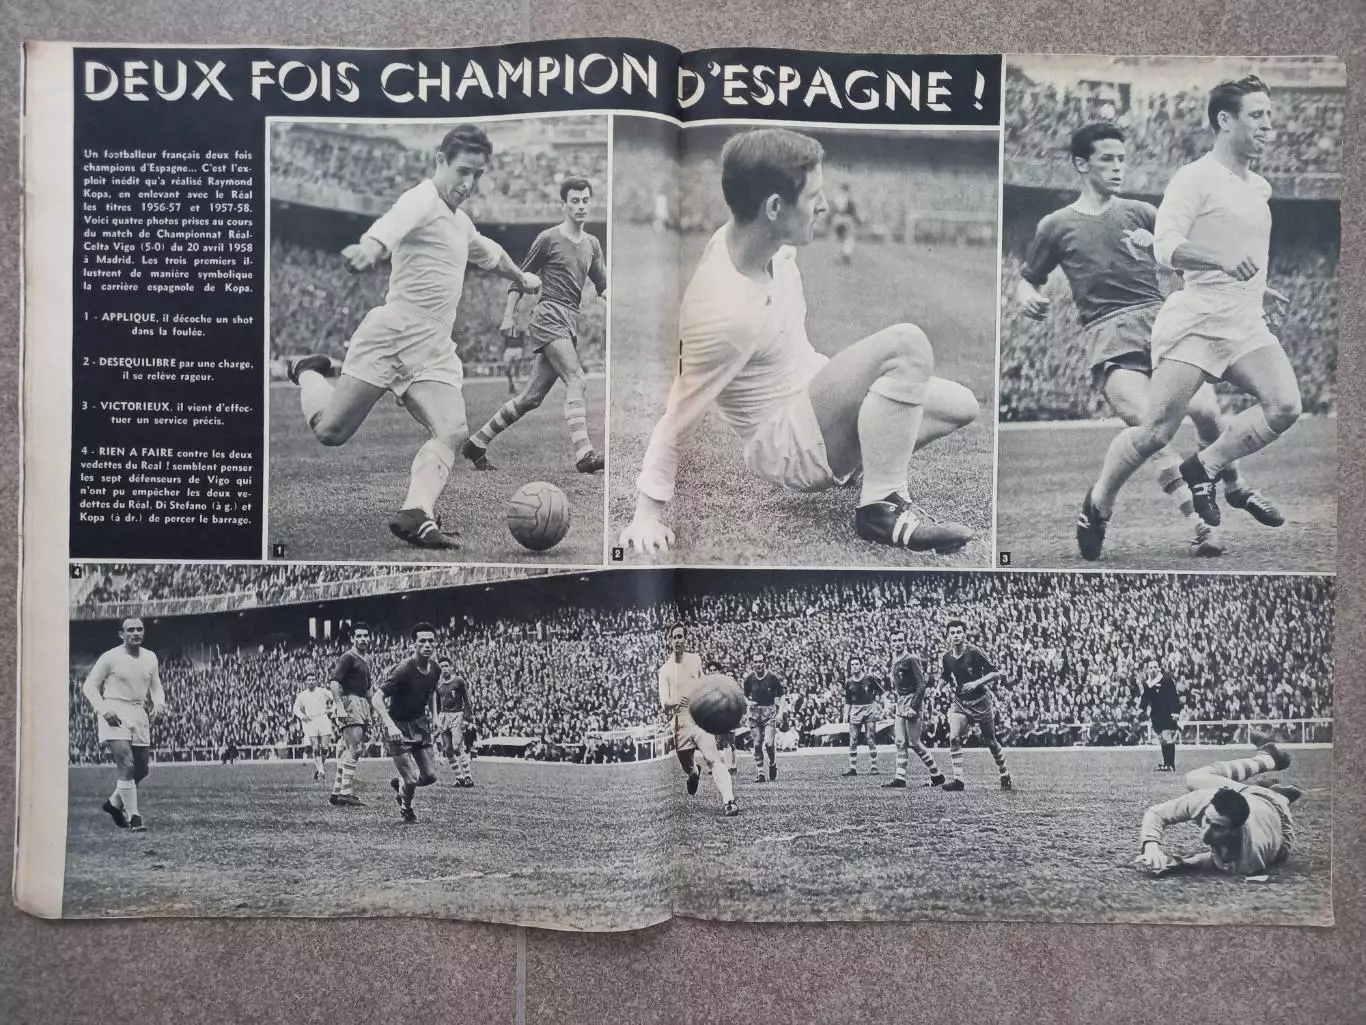 DEUX FOIS CHAMPION D'ESPAGNE !
Un footballeur français deux fois
champions d'Espagne... C'est l'ex-
ploit inédit qu'a réalisé Raymond
Kopa, en enlevant avec le Réal
les titres 1956-57 et 1957-58.
Voici quatre photos prises au cours
du match de Championnat Réal-
Celta Vigo (5-0) du 20 avril 1958
à Madrid. Les trois premiers il-
lustrent de manière symbolique
la carrière espagnole de Kopa.
1 - APPLIQUE, il décoche un shot
dans la foulée.
2 - DESEQUILIBRE par une charge,
il se relève rageur.
3 - VICTORIEUX, il vient d'effec-
tuer un service précis.
4 - RIEN A FAIRE contre les deux
vedettes du Real ! semblent penser
les sept défenseurs de Vigo qui
n'ont pu empêcher les deux ve-
dettes du Réal. Di Stefano (à g.) et
Kopa (à dr.) de percer le barrage.
1
2
3
4